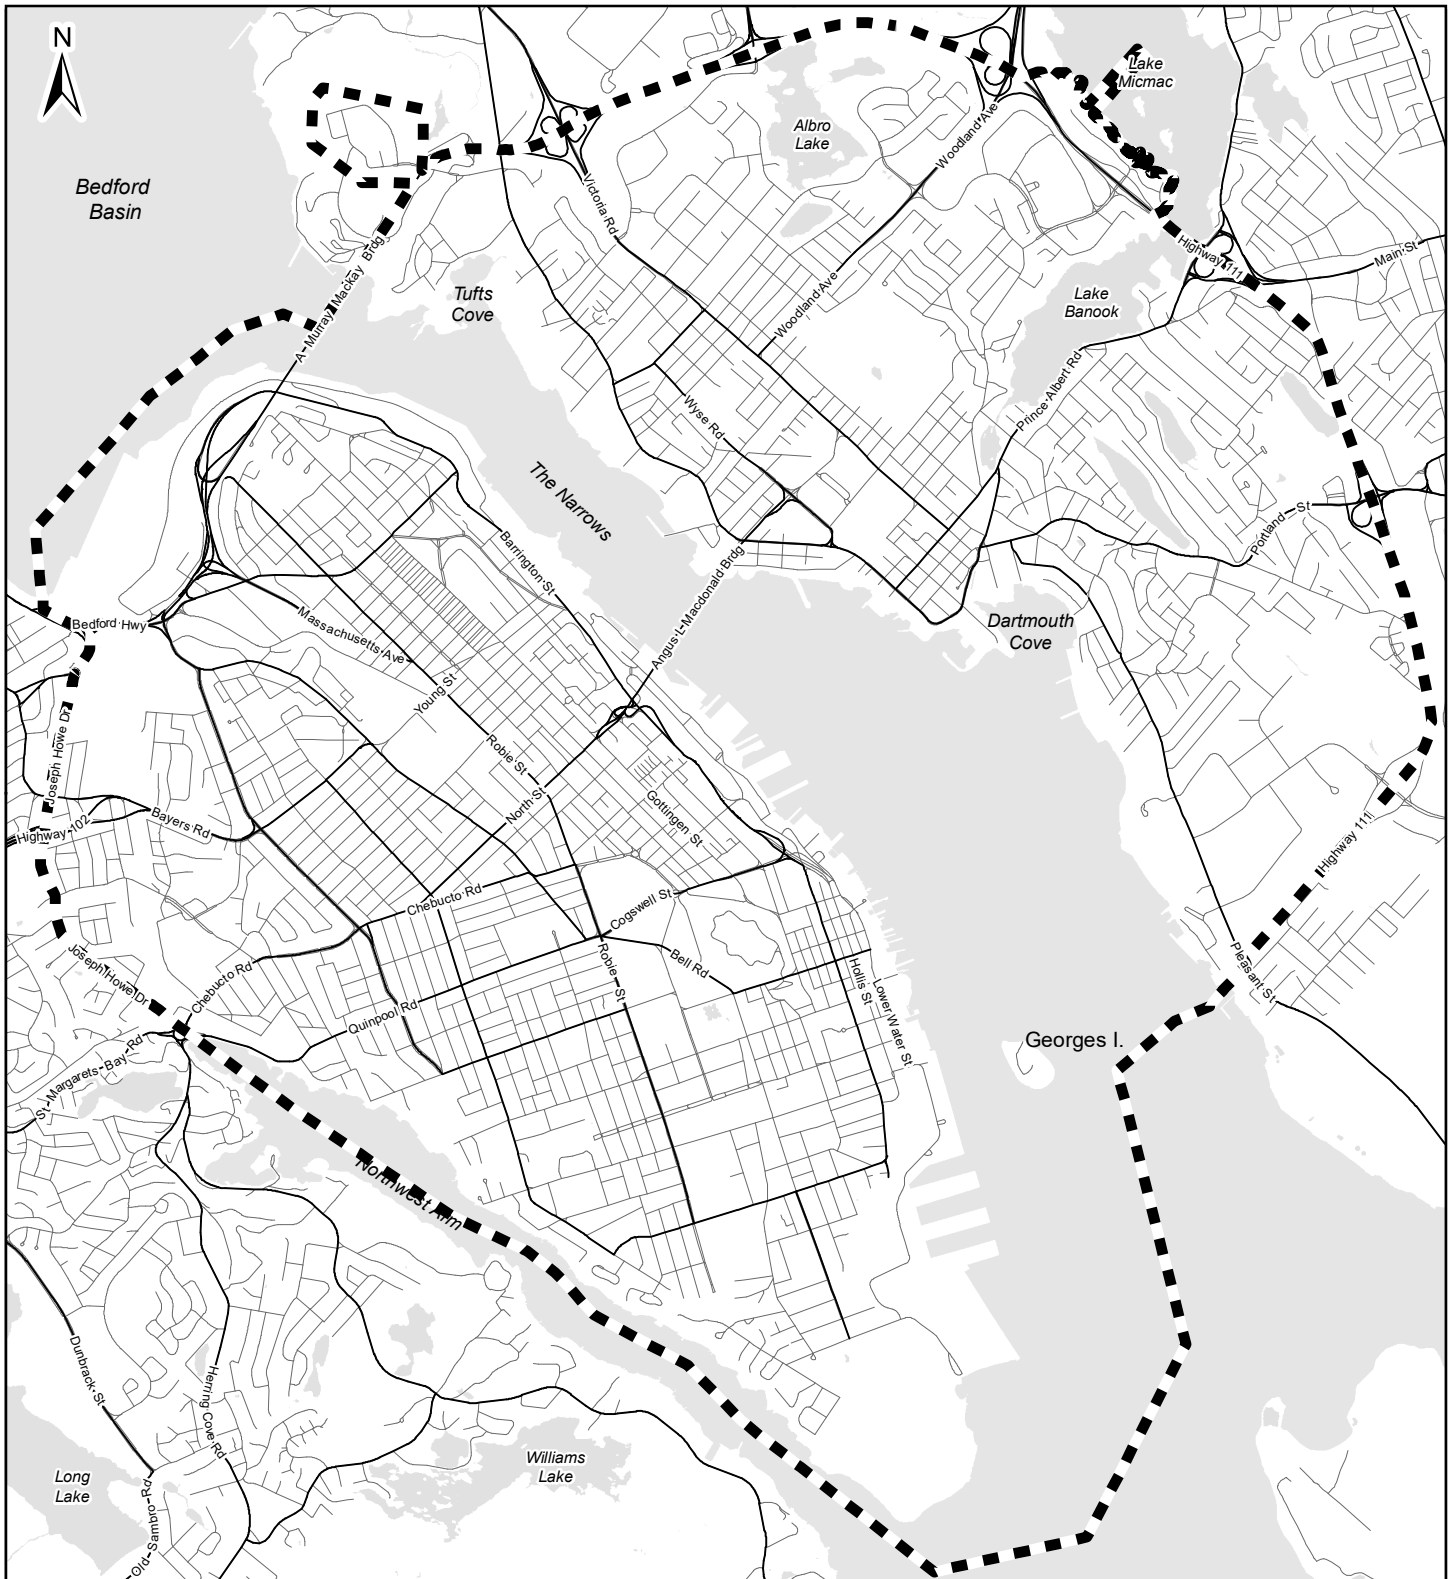 N
Lake
Micmac
Albro
Lake
Woodland Ave
Bedford
Basin
Victoria Rd
Highway 111
Main St
A Murray Mackay Brdg
Tufts
Cove
Woodland Ave
Lake
Banook
Prince Albert Rd
Wyse Rd
The Narrows
Portland St
Barrington St
Angus L Macdonald Brdg
Massachusetts Ave
Bedford Hwy
Dartmouth
Cove
Young St
Joseph Howe Dr
Robie St
North St
Gottingen St
Bayers Rd
Highway 102
Highway 111
Chebucto Rd
Cogswell St
Bell Rd
Joseph Howe Dr
Chebucto Rd
Robie St
Hollis St
Lower Water St
Pleasant St
Quinpool Rd
Georges I.
St Margarets Bay Rd
Northwest Arm
Dunbrack St
Herring Cove Rd
Williams
Lake
Long
Lake
Old Sambro Rd